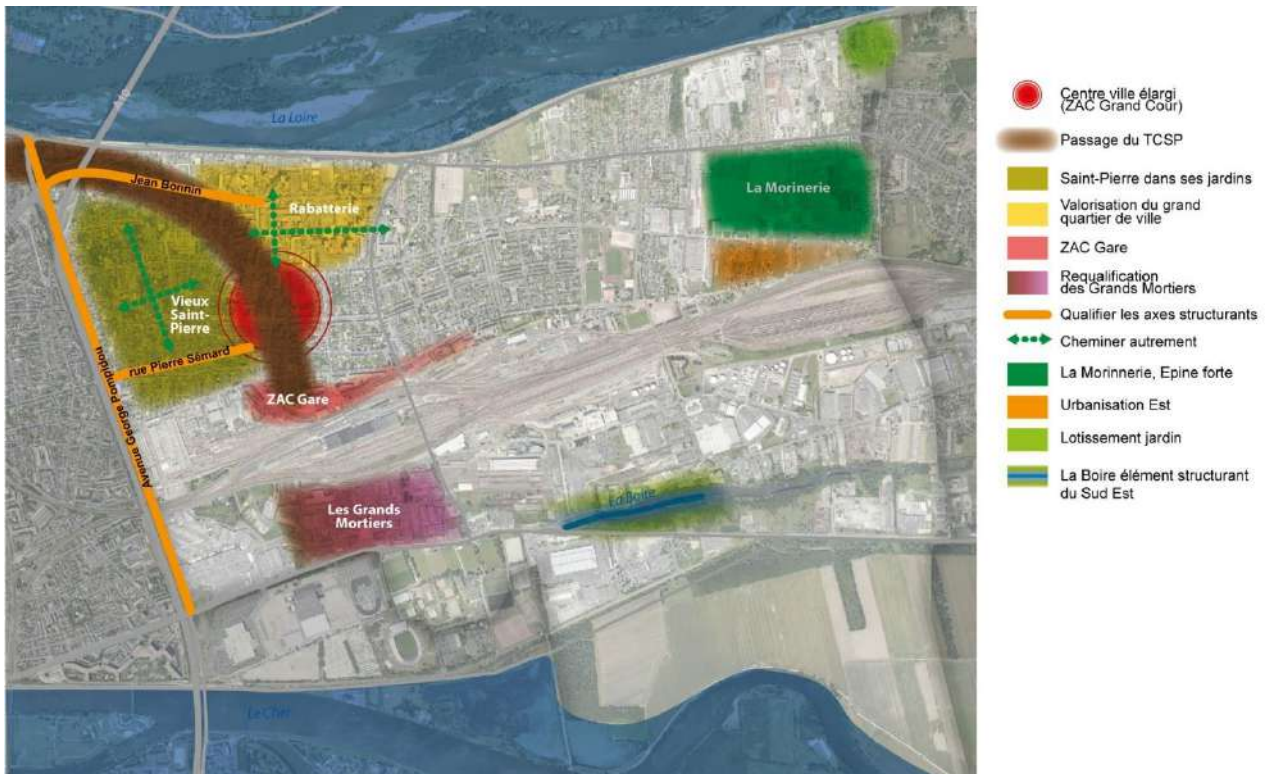 A10
La Loire
Jean Bonnin
Rabatterie
La Morinerie
Vieux
Saint-
Pierre
rue Pierre Sémard
Avenue George Pompidou
ZAC Gare
Les Grands
Mortiers
La Boire
Le Cher
Centre ville élargi
(ZAC Grand Cour)
Passage du TCSP
Saint-Pierre dans ses jardins
Valorisation du grand
quartier de ville
ZAC Gare
Requalification
des Grands Mortiers
Qualifier les axes structurants
Cheminer autrement
La Morinnerie, Epine forte
Urbanisation Est
Lotissement jardin
La Boire élément structurant
du Sud Est